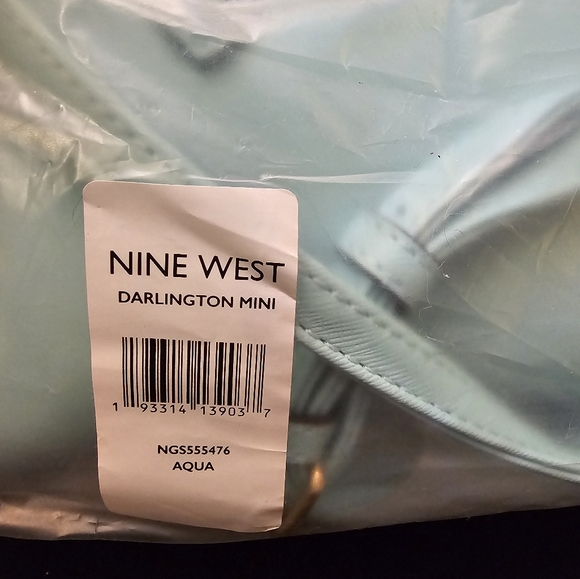 NINE WEST
DARLINGTON MINI
1 93314 13903 7
NGS555476
AQUA